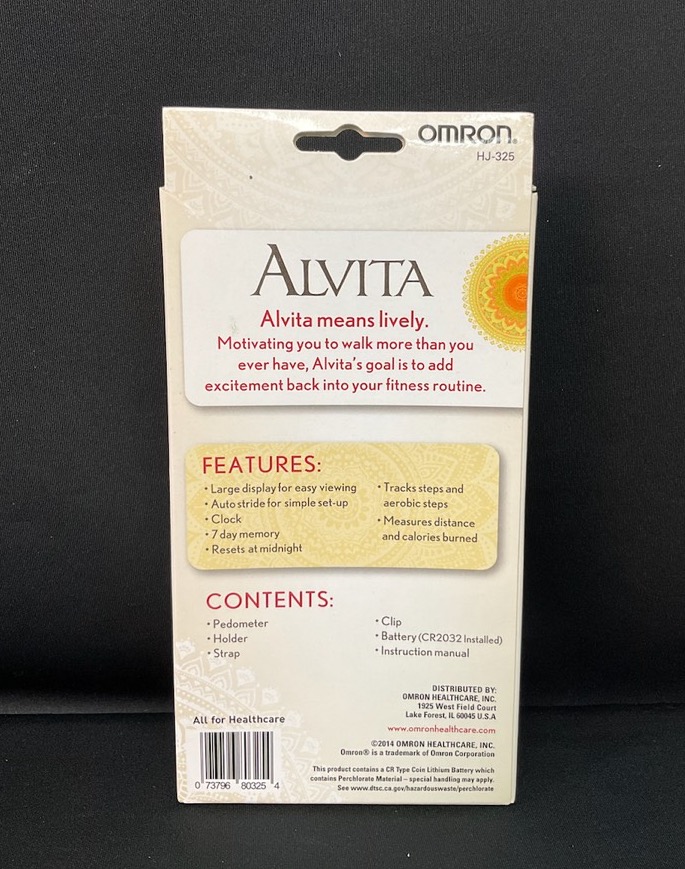 OMRON®
HJ-325
ALVITA
Alvita means lively.
Motivating you to walk more than you
ever have, Alvita's goal is to add
excitement back into your fitness routine.
FEATURES:
• Large display for easy viewing
• Auto stride for simple set-up
• Clock
• 7 day memory
• Resets at midnight
• Tracks steps and
aerobic steps
• Measures distance
and calories burned
CONTENTS:
• Pedometer
• Holder
• Strap
• Clip
• Battery (CR2032 Installed)
• Instruction manual
DISTRIBUTED BY:
OMRON HEALTHCARE, INC.
1925 West Field Court
Lake Forest, IL 60045 U.S.A
www.omronhealthcare.com
All for Healthcare
0 73796 80325 4
©2014 OMRON HEALTHCARE, INC.
Omron® is a trademark of Omron Corporation
This product contains a CR Type Coin Lithium Battery which
contains Perchlorate Material – special handling may apply.
See www.dtsc.ca.gov/hazardouswaste/perchlorate